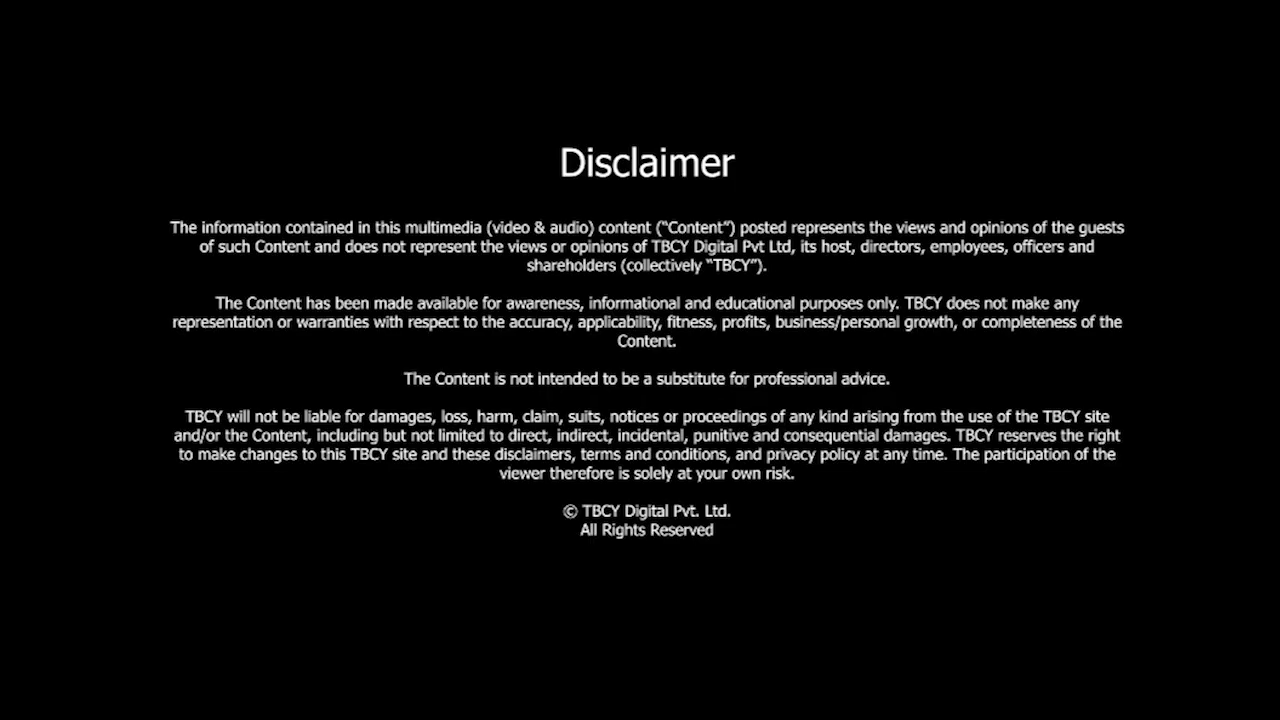 Disclaimer
The information contained in this multimedia (video & audio) content (“Content”) posted represents the views and opinions of the guests
of such Content and does not represent the views or opinions of TBCY Digital Pvt Ltd, its host, directors, employees, officers and
shareholders (collectively “TBCY”).
The Content has been made available for awareness, informational and educational purposes only. TBCY does not make any
representation or warranties with respect to the accuracy, applicability, fitness, profits, business/personal growth, or completeness of the
Content.
The Content is not intended to be a substitute for professional advice.
TBCY will not be liable for damages, loss, harm, claim, suits, notices or proceedings of any kind arising from the use of the TBCY site
and/or the Content, including but not limited to direct, indirect, incidental, punitive and consequential damages. TBCY reserves the right
to make changes to this TBCY site and these disclaimers, terms and conditions, and privacy policy at any time. The participation of the
viewer therefore is solely at your own risk.
© TBCY Digital Pvt. Ltd.
All Rights Reserved